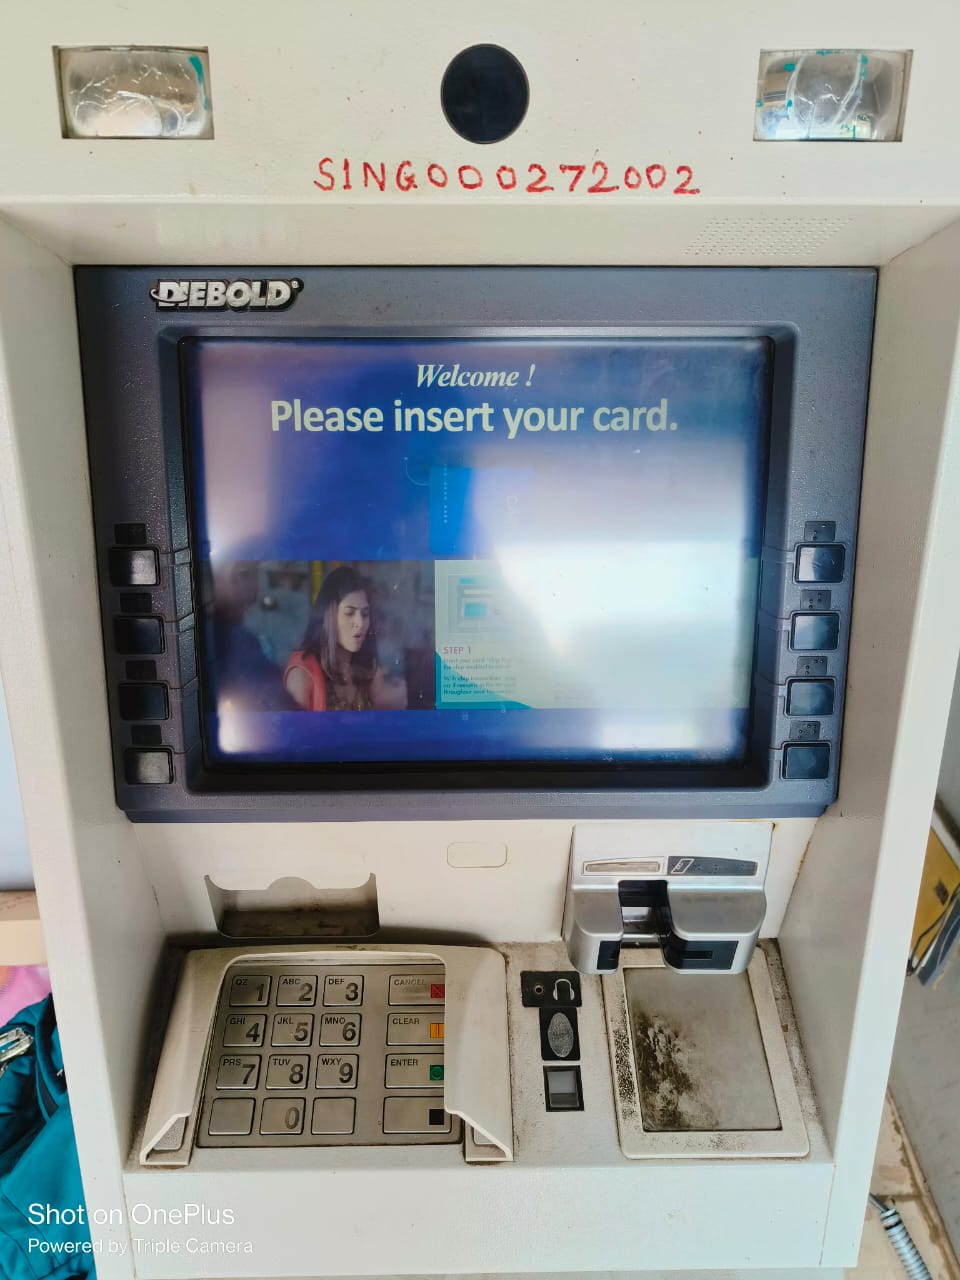 S1NG000272002
DIEBOLD®
Welcome !
Please insert your card.
STEP 1
QZ 1 ABC 2 DEF 3 CANCEL
GHI 4 JKL 5 MNO 6 CLEAR
PRS 7 TUV 8 WXY 9 ENTER
0
Shot on OnePlus
Powered by Triple Camera